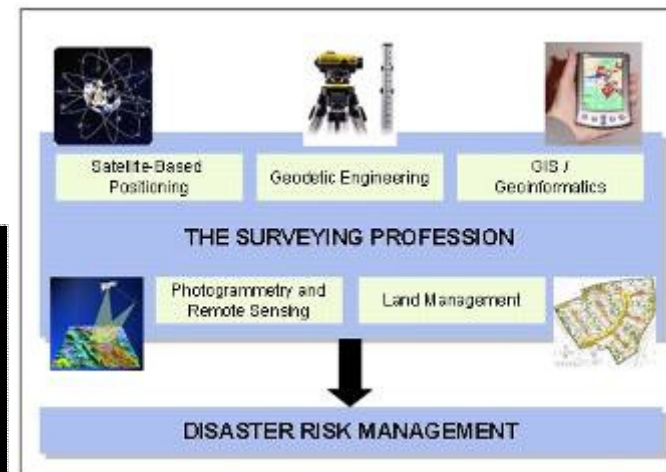 Satellite-Based
Positioning
Geodetic Engineering
GIS /
Geoinformatics
THE SURVEYING PROFESSION
Photogrammetry and
Remote Sensing
Land Management
DISASTER RISK MANAGEMENT